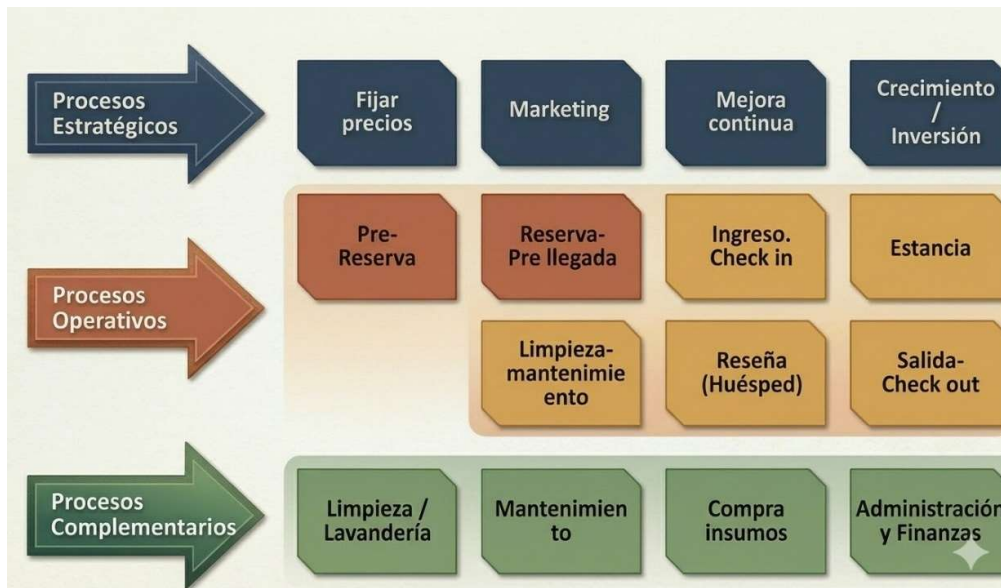 Procesos
Estratégicos
Fijar
precios
Marketing
Mejora
continua
Crecimiento
/
Inversión
Procesos
Operativos
Pre-
Reserva
Reserva-
Pre llegada
Ingreso.
Check in
Estancia
Limpieza-
mantenimie
ento
Reseña
(Huésped)
Salida-
Check out
Procesos
Complementarios
Limpieza /
Lavandería
Mantenimien
to
Compra
insumos
Administración
y Finanzas